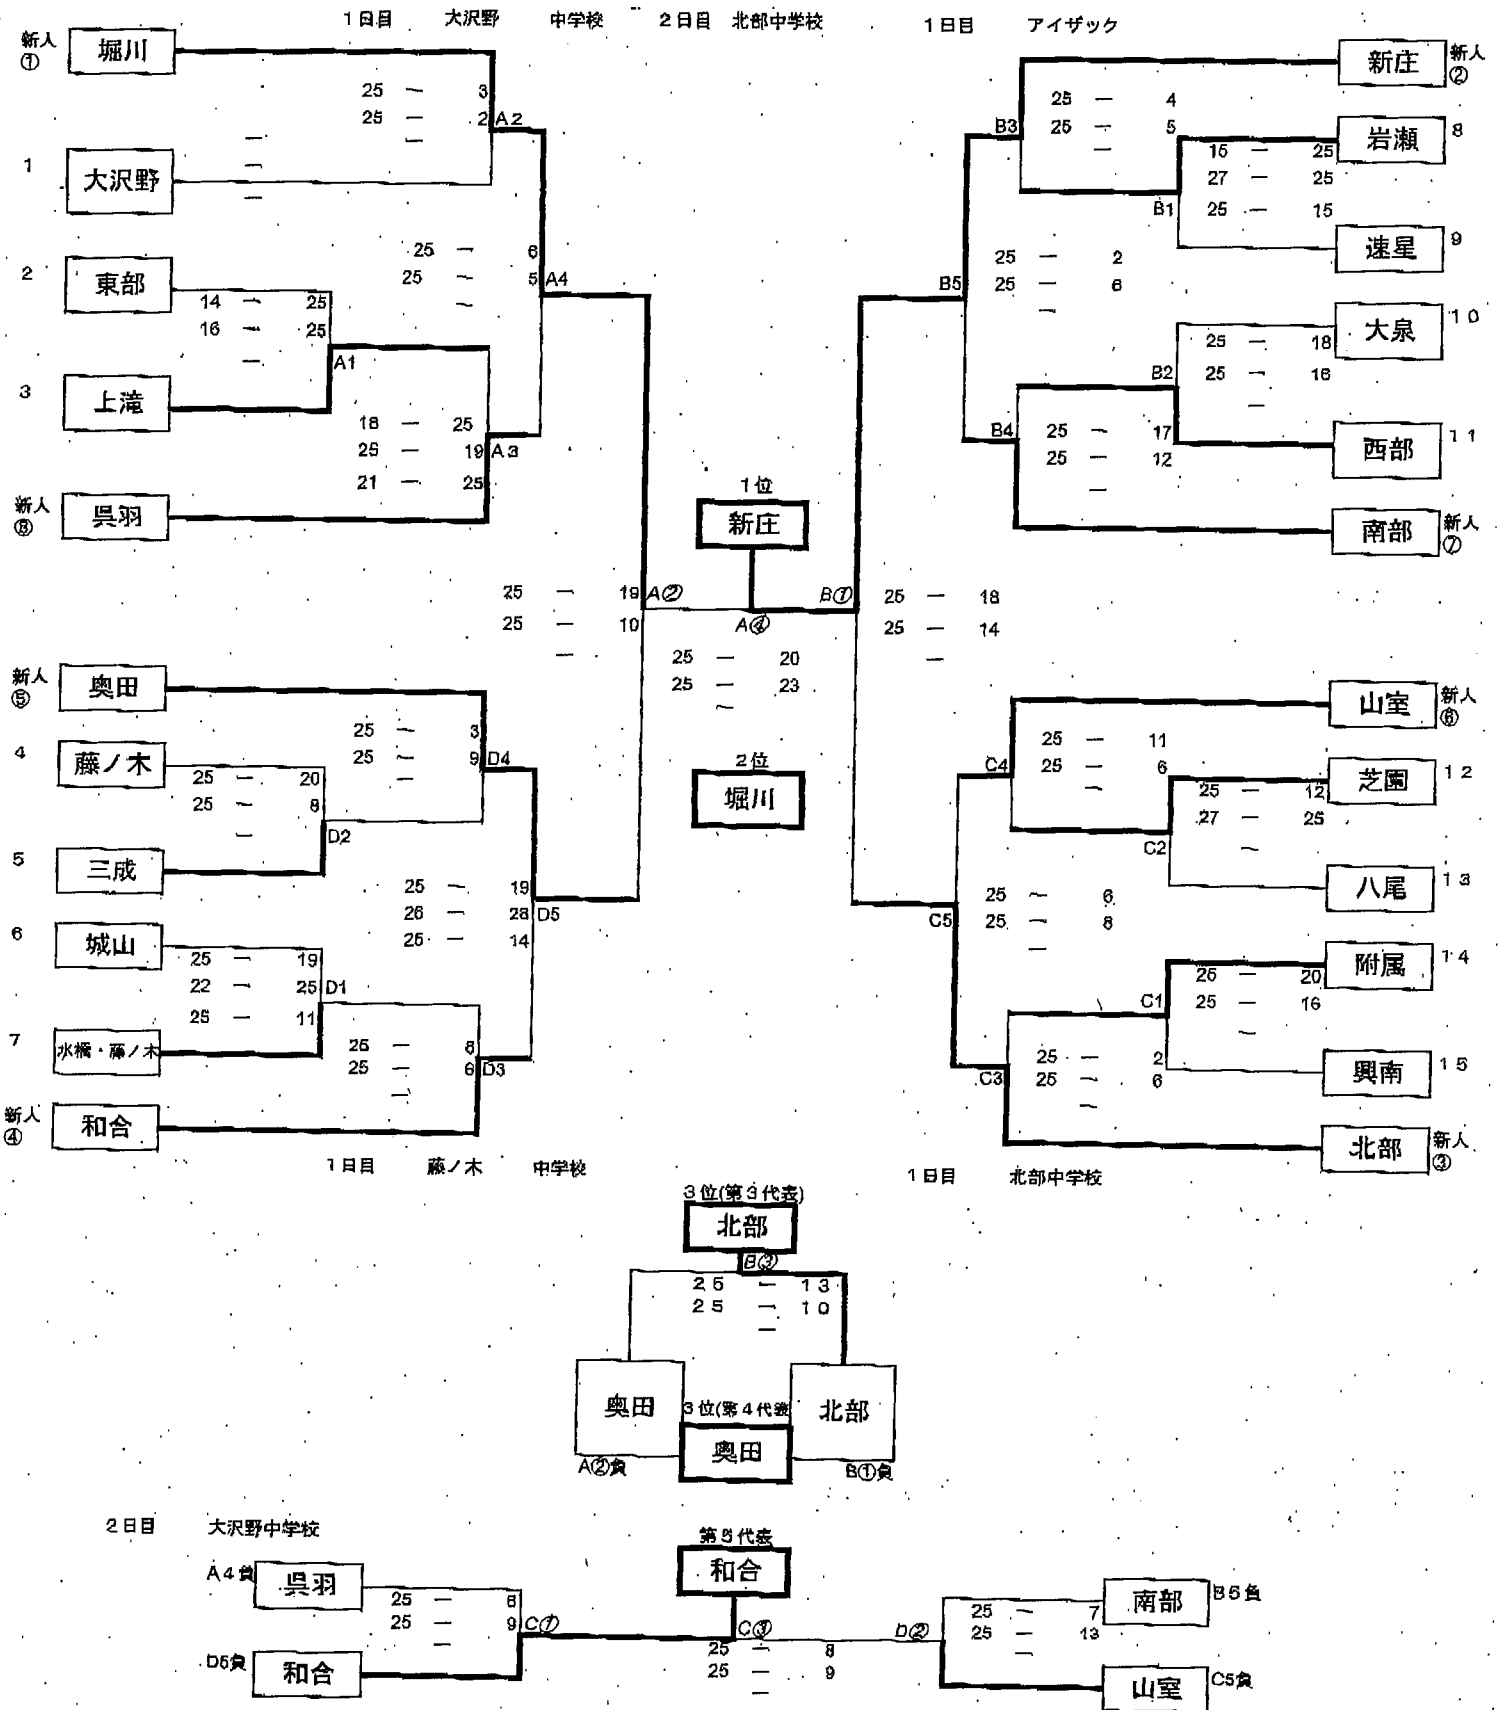 1日目 大沢野 中学校 2日目 北部中学校 1日目 アイザック
新人
①
堀川
25 — 3
25 — 2
—
A2
—
—
—
1
大沢野
25 — 6
25 — 5
—
A4
2
東部
14 — 25
16 — 25
—
A1
3
上滝
18 — 25
25 — 19
21 — 25
A3
新人
⑧
呉羽
新庄
新人
②
B3
25 — 4
25 — 5
—
岩瀬
8
15 — 25
27 — 25
25 — 15
B1
速星
9
B5
25 — 2
25 — 6
—
大泉
10
25 — 18
25 — 16
—
B2
西部
11
B4
25 — 17
25 — 12
—
南部
新人
⑦
1位
新庄
25 — 19
25 — 10
—
A②
B①
25 — 18
25 — 14
—
A④
25 — 20
25 — 23
—
2位
堀川
新人
⑤
奥田
25 — 3
25 — 9
—
D4
4
藤ノ木
25 — 20
25 — 8
—
D2
5
三成
25 — 19
26 — 28
25 — 14
D5
6
城山
25 — 19
22 — 25
25 — 11
D1
7
水橋・藤ノ木
25 — 8
25 — 6
—
D3
新人
④
和合
山室
新人
⑥
C4
25 — 11
25 — 6
—
芝園
12
25 — 12
27 — 25
—
C2
八尾
13
C5
25 — 6
25 — 8
—
附属
14
C1
26 — 20
25 — 16
—
興南
15
C3
25 — 2
25 — 6
—
北部
新人
③
1日目 藤ノ木 中学校 1日目 北部中学校
3位(第3代表)
北部
B③
25 — 13
25 — 10
—
奥田
北部
3位(第4代表
奥田
A②負
B①負
2日目 大沢野中学校
第5代表
和合
A4負
呉羽
25 — 6
25 — 9
—
C①
D5負
和合
C③
25 — 8
25 — 9
—
D②
南部
B5負
25 — 7
25 — 13
—
山室
C5負